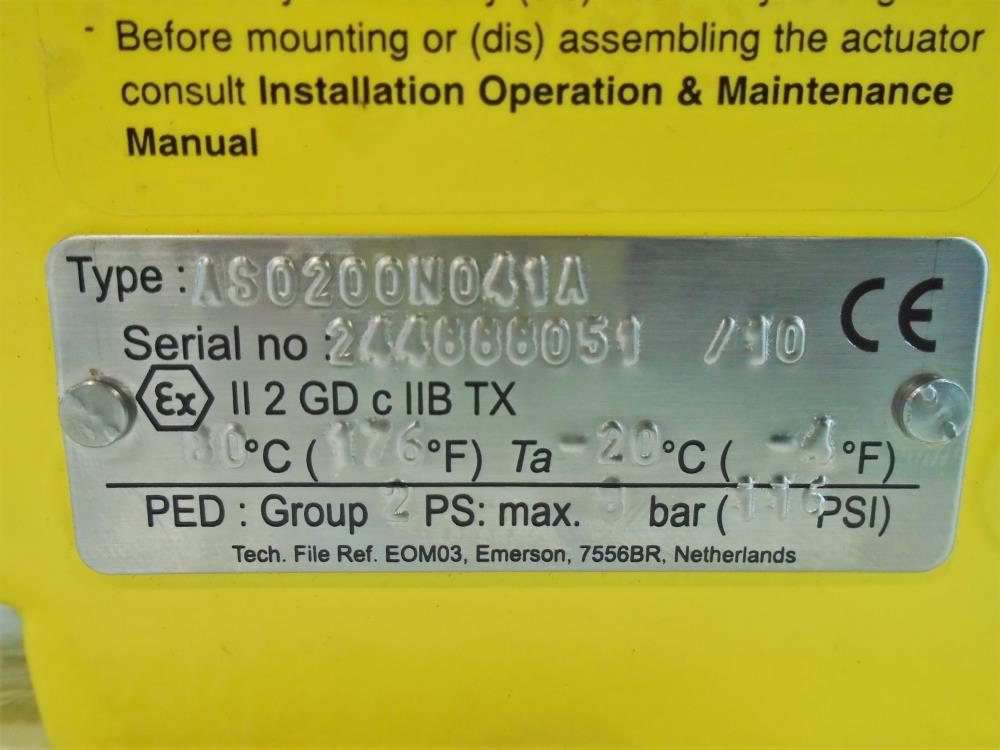 (dis)
- Before mounting or (dis) assembling the actuator
consult Installation Operation & Maintenance
Manual
Type : AS0200N041A
CE
Serial no : /10
Ex II 2 GD c IIB TX
80°C ( 176°F) Ta -20°C ( -4°F)
PED : Group 2 PS: max. 8 bar ( 116 PSI)
Tech. File Ref. EOM03, Emerson, 7556BR, Netherlands